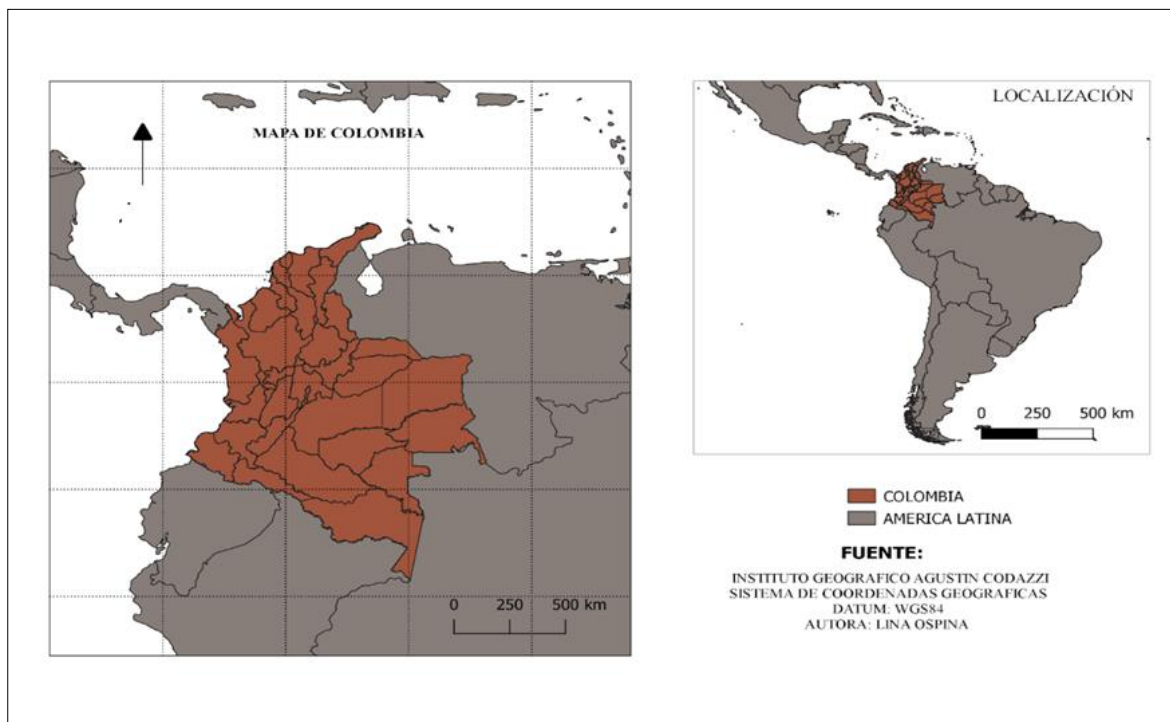 MAPA DE COLOMBIA
0 250 500 km
LOCALIZACIÓN
0 250 500 km
COLOMBIA
AMERICA LATINA
FUENTE:
INSTITUTO GEOGRAFICO AGUSTIN CODAZZI
SISTEMA DE COORDENADAS GEOGRAFICAS
DATUM: WGS84
AUTORA: LINA OSPINA